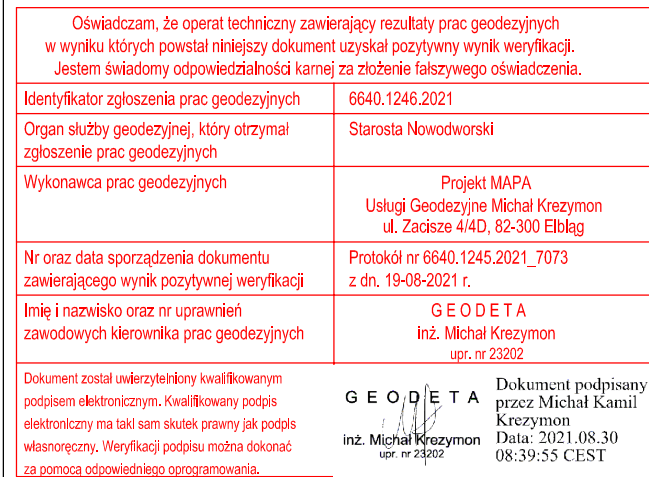 Oświadczam, że operat techniczny zawierający rezultaty prac geodezyjnych
w wyniku których powstał niniejszy dokument uzyskał pozytywny wynik weryfikacji.
Jestem świadomy odpowiedzialności karnej za złożenie fałszywego oświadczenia.
Identyfikator zgłoszenia prac geodezyjnych
6640.1246.2021
Organ służby geodezyjnej, który otrzymał
zgłoszenie prac geodezyjnych
Starosta Nowodworski
Wykonawca prac geodezyjnych
Projekt MAPA
Usługi Geodezyjne Michał Krezymon
ul. Zacisze 4/4D, 82-300 Elbląg
Nr oraz data sporządzenia dokumentu
zawierającego wynik pozytywnej weryfikacji
Protokół nr 6640.1245.2021_7073
z dn. 19-08-2021 r.
Imię i nazwisko oraz nr uprawnień
zawodowych kierownika prac geodezyjnych
G E O D E T A
inż. Michał Krezymon
upr. nr 23202
Dokument został uwierzytelniony kwalifikowanym
podpisem elektronicznym. Kwalifikowany podpis
elektroniczny ma taki sam skutek prawny jak podpis
własnoręczny. Weryfikacji podpisu można dokonać
za pomocą odpowiedniego oprogramowania.
G E O D E T A
inż. Michał Krezymon
upr. nr 23202
Dokument podpisany
przez Michał Kamil
Krezymon
Data: 2021.08.30
08:39:55 CEST